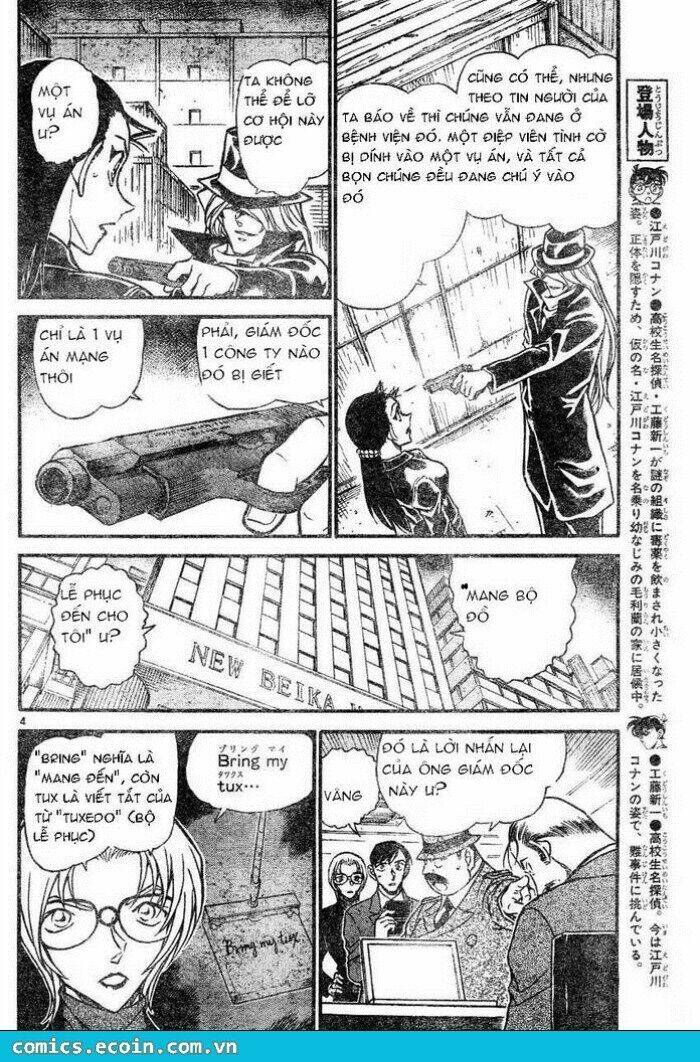 MỘT VỤ
ÁN Ư?
TA KHÔNG
THỂ ĐỂ LỠ
CƠ HỘI NÀY
ĐƯỢC
CŨNG CÓ THỂ, NHƯNG
THEO TIN NGƯỜI CỦA
TA BÁO VỀ THÌ CHÚNG VẪN ĐANG Ở
BỆNH VIỆN ĐÓ. MỘT ĐIỆP VIÊN TÌNH CỜ
BỊ DÍNH VÀO MỘT VỤ ÁN, VÀ TẤT CẢ
BỌN CHÚNG ĐỀU ĐANG CHÚ Ý VÀO
ĐÓ
CHỈ LÀ 1 VỤ
ÁN MẠNG
THÔI
PHẢI, GIÁM ĐỐC
1 CÔNG TY NÀO
ĐÓ BỊ GIẾT
LỄ PHỤC
ĐẾN CHO
TÔI" Ư?
"MANG BỘ
ĐỒ
NEW BEIKA
4
"BRING" NGHĨA LÀ
"MANG ĐẾN", CÒN
TUX LÀ VIẾT TẮT CỦA
TỪ "TUXEDO" (BỘ
LỄ PHỤC)
ブリング マイ
Bring my
タックス
tux...
Bring my tux
ĐÓ LÀ LỜI NHẮN LẠI
CỦA ÔNG GIÁM ĐỐC
NÀY Ư?
VÂNG
登場人物
とうじょうじんぶつ
●江戸川コナン●高校生名探偵・工藤新一が謎の組織に毒薬を飲まされ小さくなった
姿。正体を隠すため、仮の名・江戸川コナンを名乗り幼なじみの毛利蘭の家に居候中。
●工藤新一●高校生名探偵。今は江戸川
コナンの姿で、難事件に挑んでいる。
comics.ecoin.com.vn